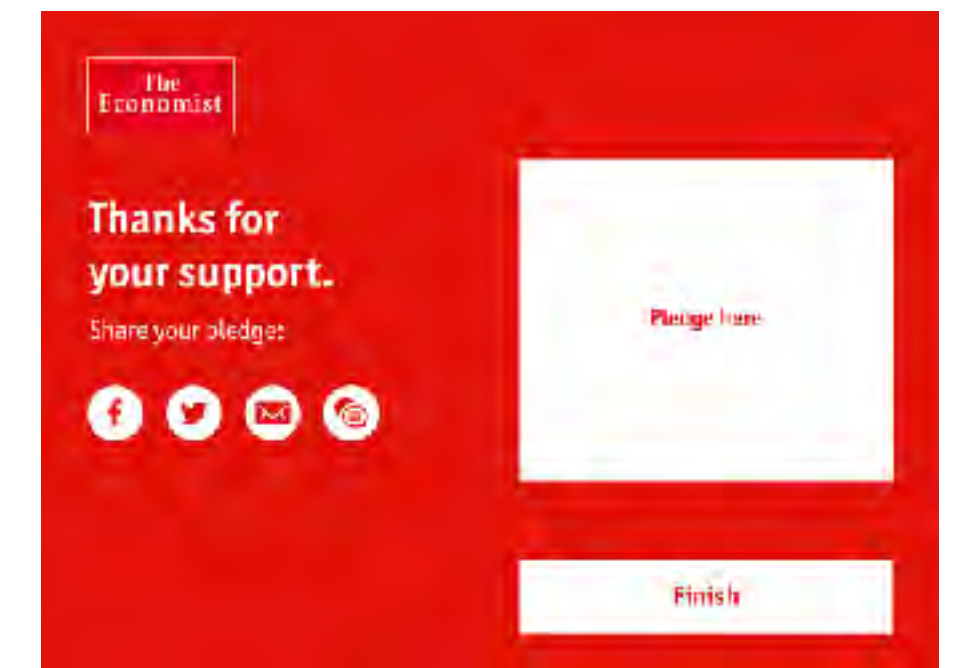 The
Economist
Thanks for
your support.
Share your pledge:
Pledge here
Finish